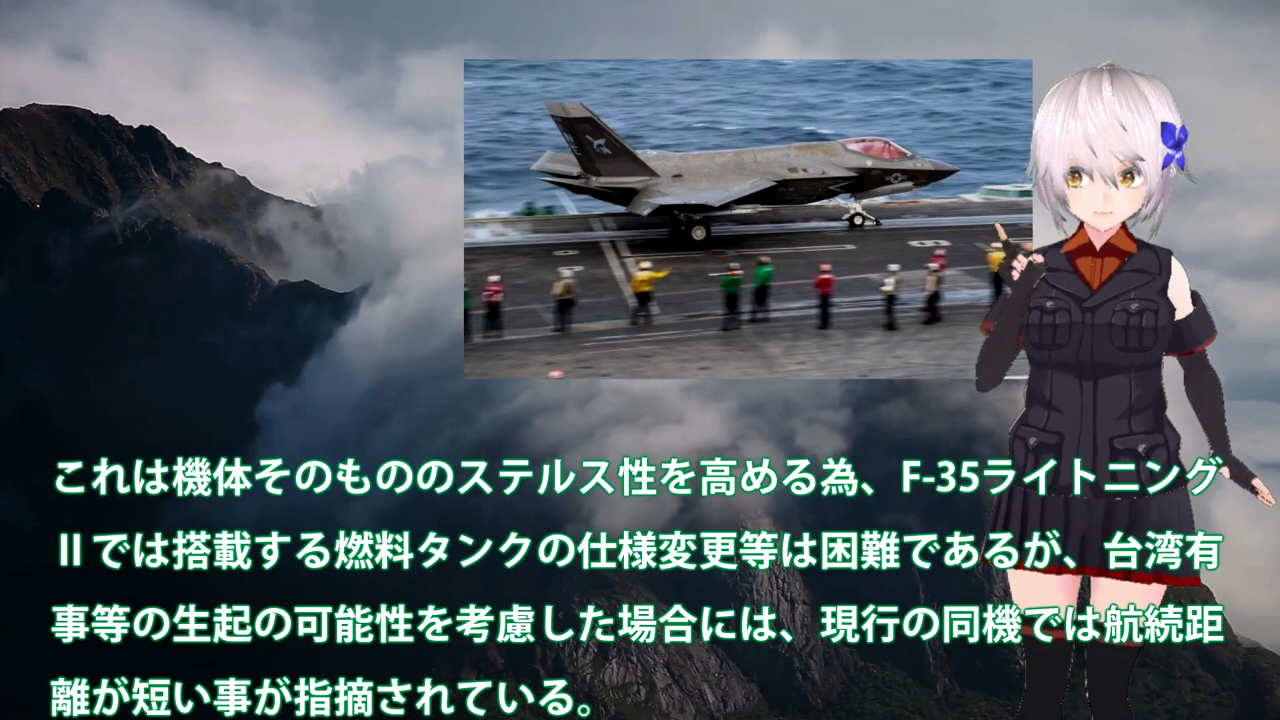 これは機体そのもののステルス性を高める為、F-35ライトニング
Ⅱでは搭載する燃料タンクの仕様変更等は困難であるが、台湾有
事等の生起の可能性を考慮した場合には、現行の同機では航続距
離が短い事が指摘されている。